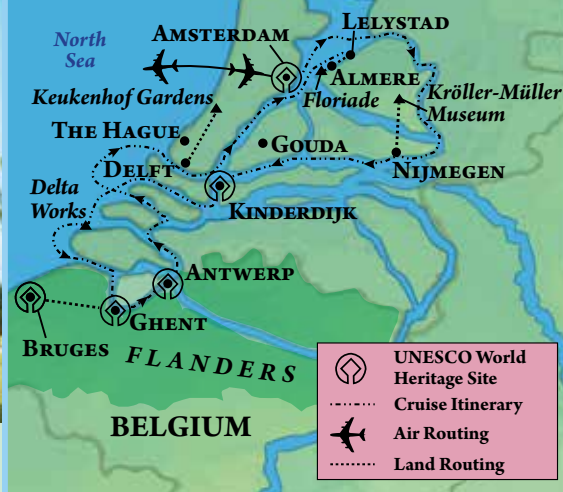 North
Sea
AMSTERDAM
LELYSTAD
ALMERE
Floriade
Keukenhof Gardens
Kröller-Müller
Museum
THE HAGUE
GOUDA
DELFT
NIJMEGEN
Delta
Works
KINDERDIJK
ANTWERP
GHENT
BRUGES
FLANDERS
BELGIUM
UNESCO World
Heritage Site
Cruise Itinerary
Air Routing
Land Routing